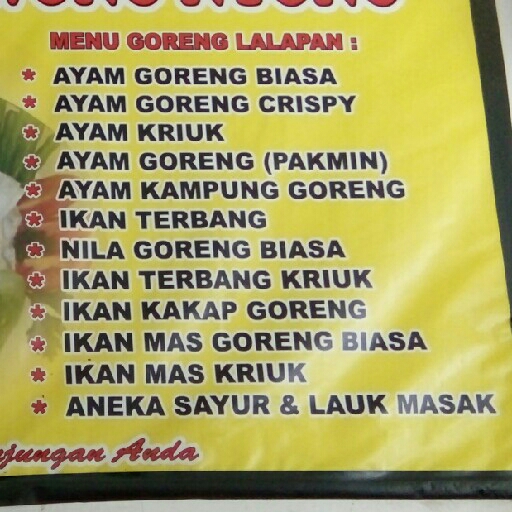 MENU GORENG LALAPAN :
* AYAM GORENG BIASA
* AYAM GORENG CRISPY
* AYAM KRIUK
* AYAM GORENG (PAKMIN)
* AYAM KAMPUNG GORENG
* IKAN TERBANG
* NILA GORENG BIASA
* IKAN TERBANG KRIUK
* IKAN KAKAP GORENG
* IKAN MAS GORENG BIASA
* IKAN MAS KRIUK
* ANEKA SAYUR & LAUK MASAK
njungan Anda